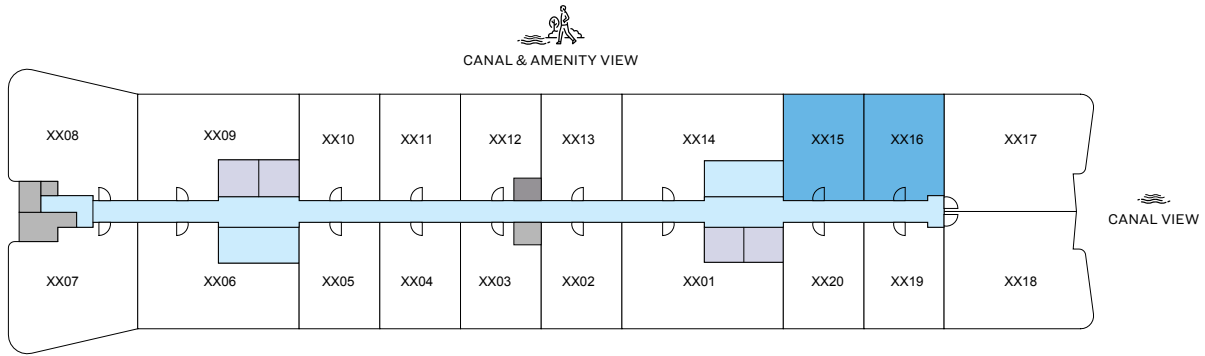 CANAL & AMENITY VIEW
XX08
XX09
XX10
XX11
XX12
XX13
XX14
XX15
XX16
XX17
CANAL VIEW
XX07
XX06
XX05
XX04
XX03
XX02
XX01
XX20
XX19
XX18